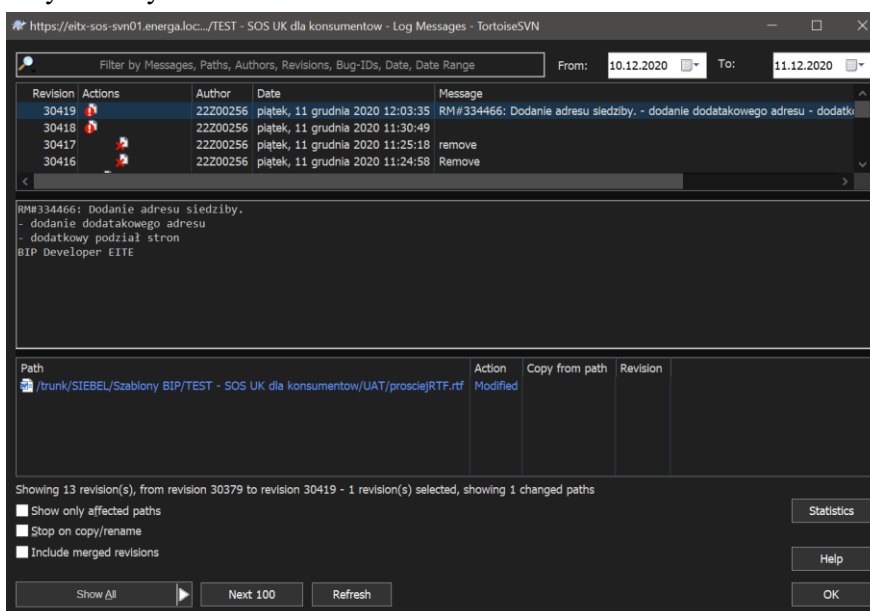 https://eitx-sos-svn01.energa.loc:.../TEST - SOS UK dla konsumentow - Log Messages - TortoiseSVN
Filter by Messages, Paths, Authors, Revisions, Bug-IDs, Date, Date Range From: 10.12.2020 To: 11.12.2020
Revision Actions Author Date Message
30419 22Z00256 piątek, 11 grudnia 2020 12:03:35 RM#334466: Dodanie adresu siedziby. - dodanie dodatakowego adresu - dodatk
30418 22Z00256 piątek, 11 grudnia 2020 11:30:49
30417 22Z00256 piątek, 11 grudnia 2020 11:25:18 remove
30416 22Z00256 piątek, 11 grudnia 2020 11:24:58 Remove
RM#334466: Dodanie adresu siedziby.
- dodanie dodatakowego adresu
- dodatkowy podział stron
BIP Developer EITE
Path Action Copy from path Revision
/trunk/SIEBEL/Szablony BIP/TEST - SOS UK dla konsumentow/UAT/prosciejRTF.rtf Modified
Showing 13 revision(s), from revision 30379 to revision 30419 - 1 revision(s) selected, showing 1 changed paths
Show only affected paths
Statistics
Stop on copy/rename
Include merged revisions
Help
Show All Next 100 Refresh OK